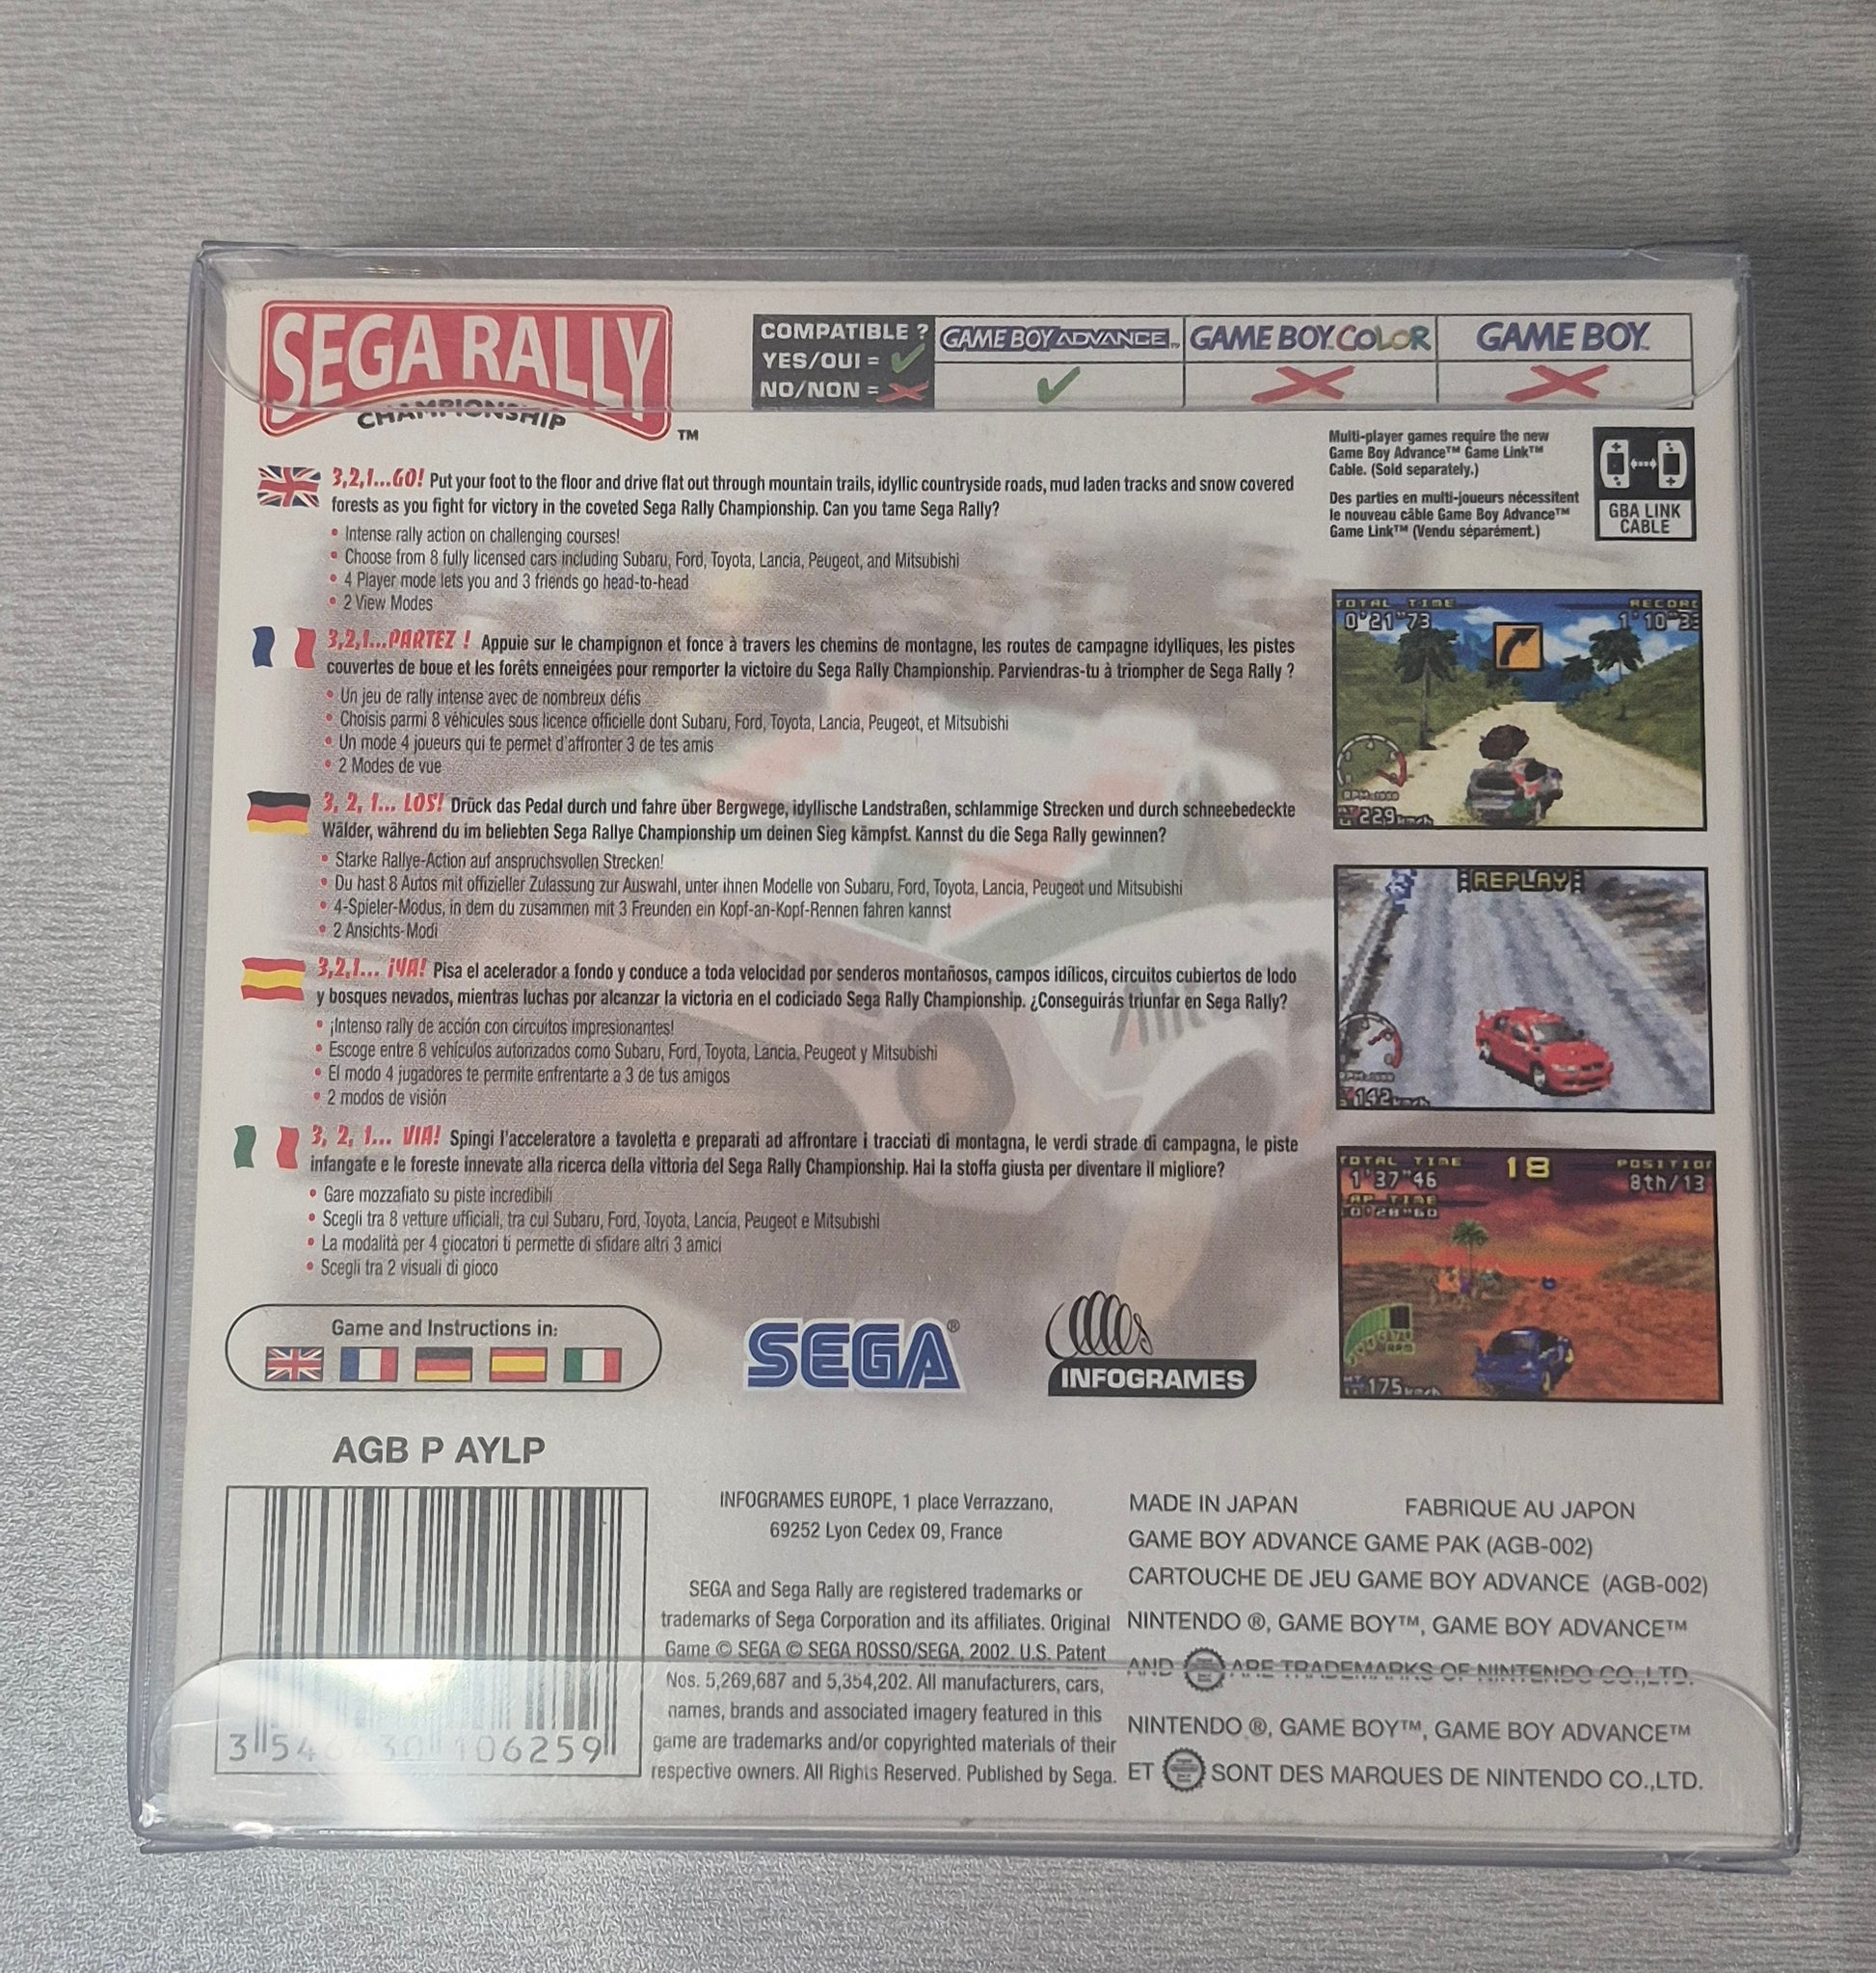 SEGA RALLY
CHAMPIONSHIP
TM
COMPATIBLE ?
YES/OUI =
NO/NON =
GAME BOY ADVANCE™
GAME BOY COLOR
GAME BOY
Multi-player games require the new
Game Boy Advance™ Game Link™
Cable. (Sold separately.)
Des parties en multi-joueurs nécessitent
le nouveau câble Game Boy Advance™
Game Link™ (Vendu séparément.)
GBA LINK
CABLE
3,2,1...GO! Put your foot to the floor and drive flat out through mountain trails, idyllic countryside roads, mud laden tracks and snow covered
forests as you fight for victory in the coveted Sega Rally Championship. Can you tame Sega Rally?
• Intense rally action on challenging courses!
• Choose from 8 fully licensed cars including Subaru, Ford, Toyota, Lancia, Peugeot, and Mitsubishi
• 4 Player mode lets you and 3 friends go head-to-head
• 2 View Modes
3,2,1...PARTEZ ! Appuie sur le champignon et fonce à travers les chemins de montagne, les routes de campagne idylliques, les pistes
couvertes de boue et les forêts enneigées pour remporter la victoire du Sega Rally Championship. Parviendras-tu à triompher de Sega Rally ?
• Un jeu de rally intense avec de nombreux défis
• Choisis parmi 8 véhicules sous licence officielle dont Subaru, Ford, Toyota, Lancia, Peugeot, et Mitsubishi
• Un mode 4 joueurs qui te permet d'affronter 3 de tes amis
• 2 Modes de vue
3, 2, 1... LOS! Drück das Pedal durch und fahre über Bergwege, idyllische Landstraßen, schlammige Strecken und durch schneebedeckte
Wälder, während du im beliebten Sega Rallye Championship um deinen Sieg kämpfst. Kannst du die Sega Rally gewinnen?
• Starke Rallye-Action auf anspruchsvollen Strecken!
• Du hast 8 Autos mit offizieller Zulassung zur Auswahl, unter ihnen Modelle von Subaru, Ford, Toyota, Lancia, Peugeot und Mitsubishi
• 4-Spieler-Modus, in dem du zusammen mit 3 Freunden ein Kopf-an-Kopf-Rennen fahren kannst
• 2 Ansichts-Modi
3,2,1... ¡YA! Pisa el acelerador a fondo y conduce a toda velocidad por senderos montañosos, campos idílicos, circuitos cubiertos de lodo
y bosques nevados, mientras luchas por alcanzar la victoria en el codiciado Sega Rally Championship. ¿Conseguirás triunfar en Sega Rally?
• ¡Intenso rally de acción con circuitos impresionantes!
• Escoge entre 8 vehículos autorizados como Subaru, Ford, Toyota, Lancia, Peugeot y Mitsubishi
• El modo 4 jugadores te permite enfrentarte a 3 de tus amigos
• 2 modos de visión
3, 2, 1... VIA! Spingi l'acceleratore a tavoletta e preparati ad affrontare i tracciati di montagna, le verdi strade di campagna, le piste
infangate e le foreste innevate alla ricerca della vittoria del Sega Rally Championship. Hai la stoffa giusta per diventare il migliore?
• Gare mozzafiato su piste incredibili
• Scegli tra 8 vetture ufficiali, tra cui Subaru, Ford, Toyota, Lancia, Peugeot e Mitsubishi
• La modalità per 4 giocatori ti permette di sfidare altri 3 amici
• Scegli tra 2 visuali di gioco
TOTAL TIME RECORD
0'21"73 1'10"33
229 km/h
REPLAY
142 km/h
TOTAL TIME 18 POSITION
1'37"46 8th/13
LAP TIME
0'28"60
175 km/h
Game and Instructions in:
SEGA®
INFOGRAMES
AGB P AYLP
106259
INFOGRAMES EUROPE, 1 place Verrazzano,
69252 Lyon Cedex 09, France
SEGA and Sega Rally are registered trademarks or
trademarks of Sega Corporation and its affiliates. Original
Game © SEGA © SEGA ROSSO/SEGA, 2002. U.S. Patent
Nos. 5,269,687 and 5,354,202. All manufacturers, cars,
names, brands and associated imagery featured in this
game are trademarks and/or copyrighted materials of their
respective owners. All Rights Reserved. Published by Sega.
MADE IN JAPAN FABRIQUE AU JAPON
GAME BOY ADVANCE GAME PAK (AGB-002)
CARTOUCHE DE JEU GAME BOY ADVANCE (AGB-002)
NINTENDO ®, GAME BOY™, GAME BOY ADVANCE™
AND ARE TRADEMARKS OF NINTENDO CO.,LTD.
NINTENDO ®, GAME BOY™, GAME BOY ADVANCE™
ET SONT DES MARQUES DE NINTENDO CO.,LTD.